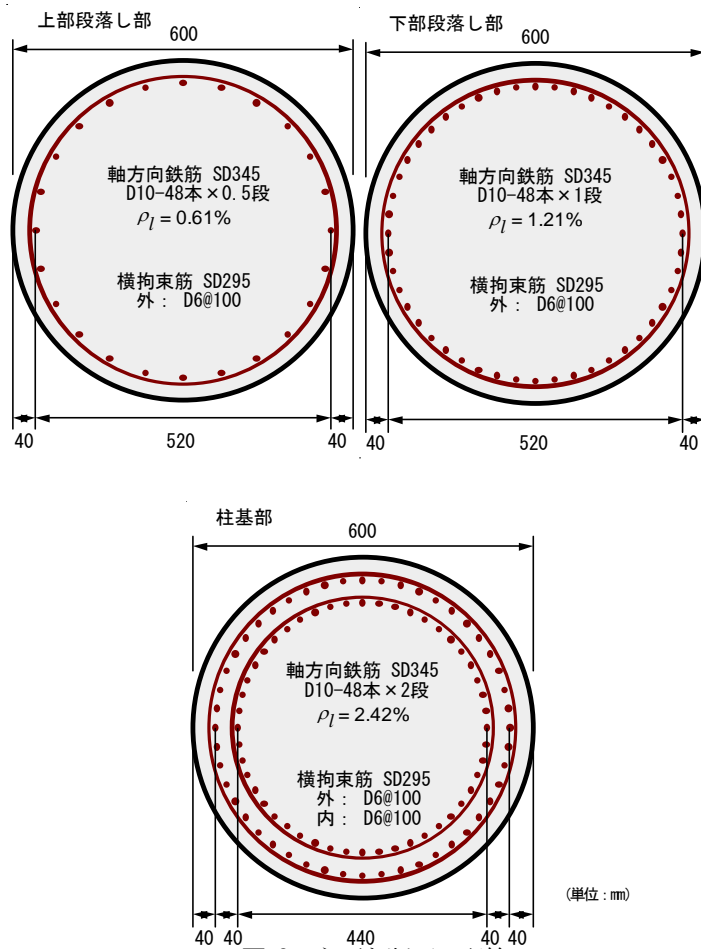 上部段落し部
600
軸方向鉄筋 SD345
D10-48本×0.5段
ρl = 0.61%
横拘束筋 SD295
外： D6@100
40
520
40
下部段落し部
600
軸方向鉄筋 SD345
D10-48本×1段
ρl = 1.21%
横拘束筋 SD295
外： D6@100
40
520
40
柱基部
600
軸方向鉄筋 SD345
D10-48本×2段
ρl = 2.42%
横拘束筋 SD295
外： D6@100
内： D6@100
(単位：mm)
40 40 440 40 40